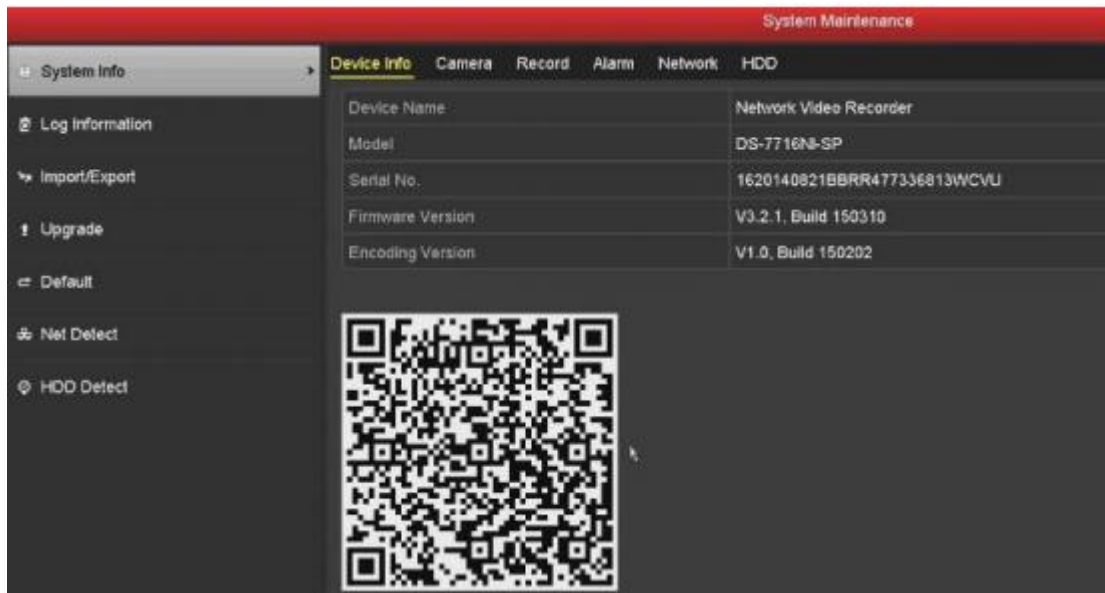 System Maintenance
System Info
Device Info Camera Record Alarm Network HDD
Log Information
Import/Export
Upgrade
Default
Net Detect
HDD Detect
Device Name Network Video Recorder
Model DS-7716NI-SP
Serial No. 1620140821BBRR477336813WCVU
Firmware Version V3.2.1, Build 150310
Encoding Version V1.0, Build 150202